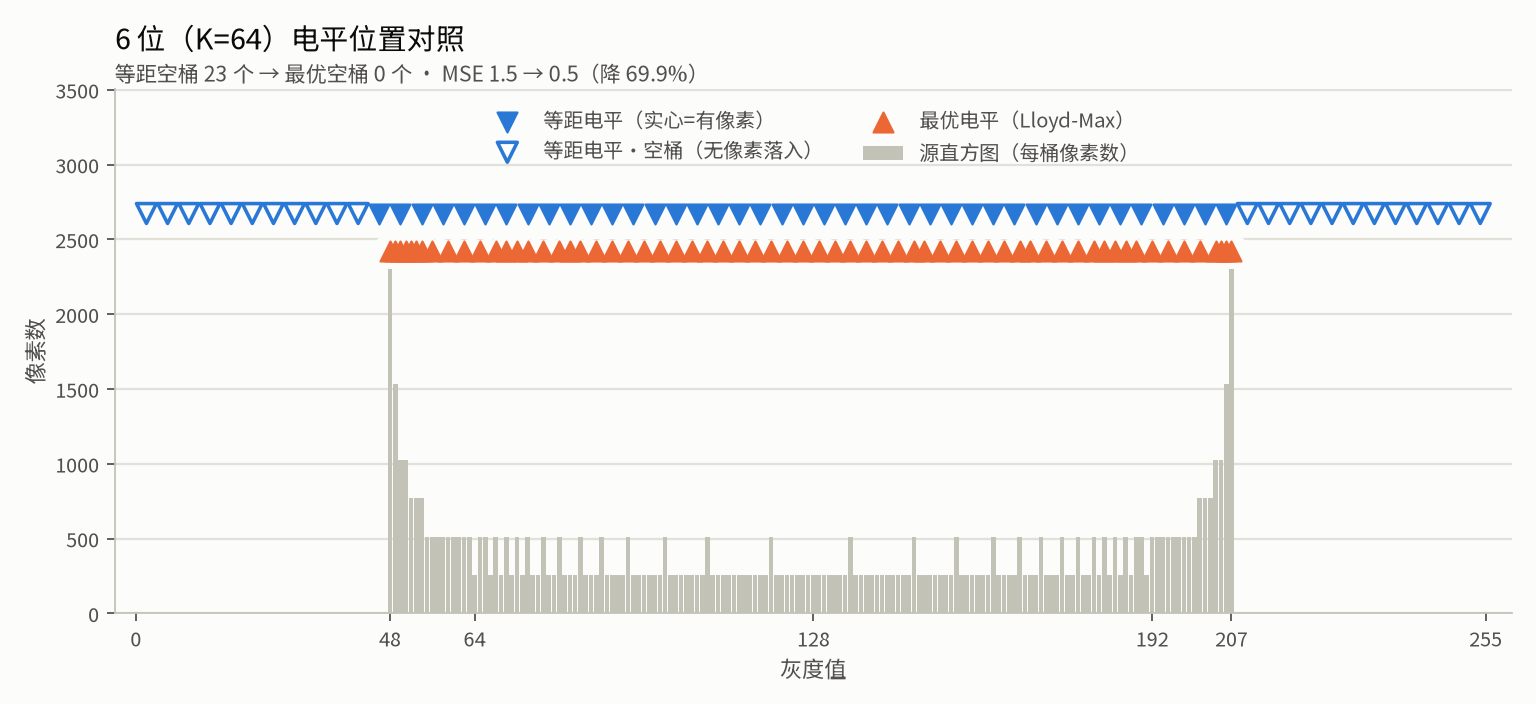 6 位（K=64）电平位置对照
等距空桶 23 个 → 最优空桶 0 个 · MSE 1.5 → 0.5（降 69.9%）
等距电平（实心=有像素）
最优电平（Lloyd-Max）
等距电平·空桶（无像素落入）
源直方图（每桶像素数）
3500
3000
2500
2000
1500
1000
500
0
像素数
0
48
64
128
192
207
255
灰度值